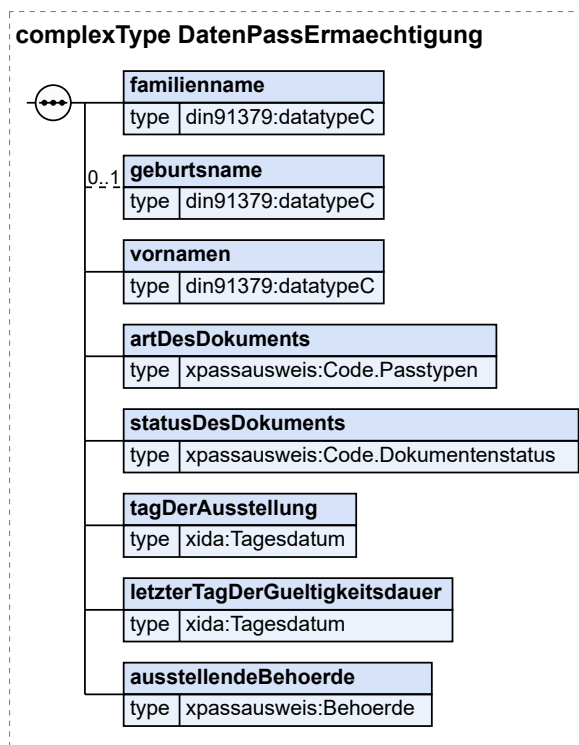 complexType DatenPassErmaechtigung
familienname
type din91379:datatypeC
0..1 geburtsname
type din91379:datatypeC
vornamen
type din91379:datatypeC
artDesDokuments
type xpassausweis:Code.Passtypen
statusDesDokuments
type xpassausweis:Code.Dokumentenstatus
tagDerAusstellung
type xida:Tagesdatum
letzterTagDerGueltigkeitsdauer
type xida:Tagesdatum
ausstellendeBehoerde
type xpassausweis:Behoerde